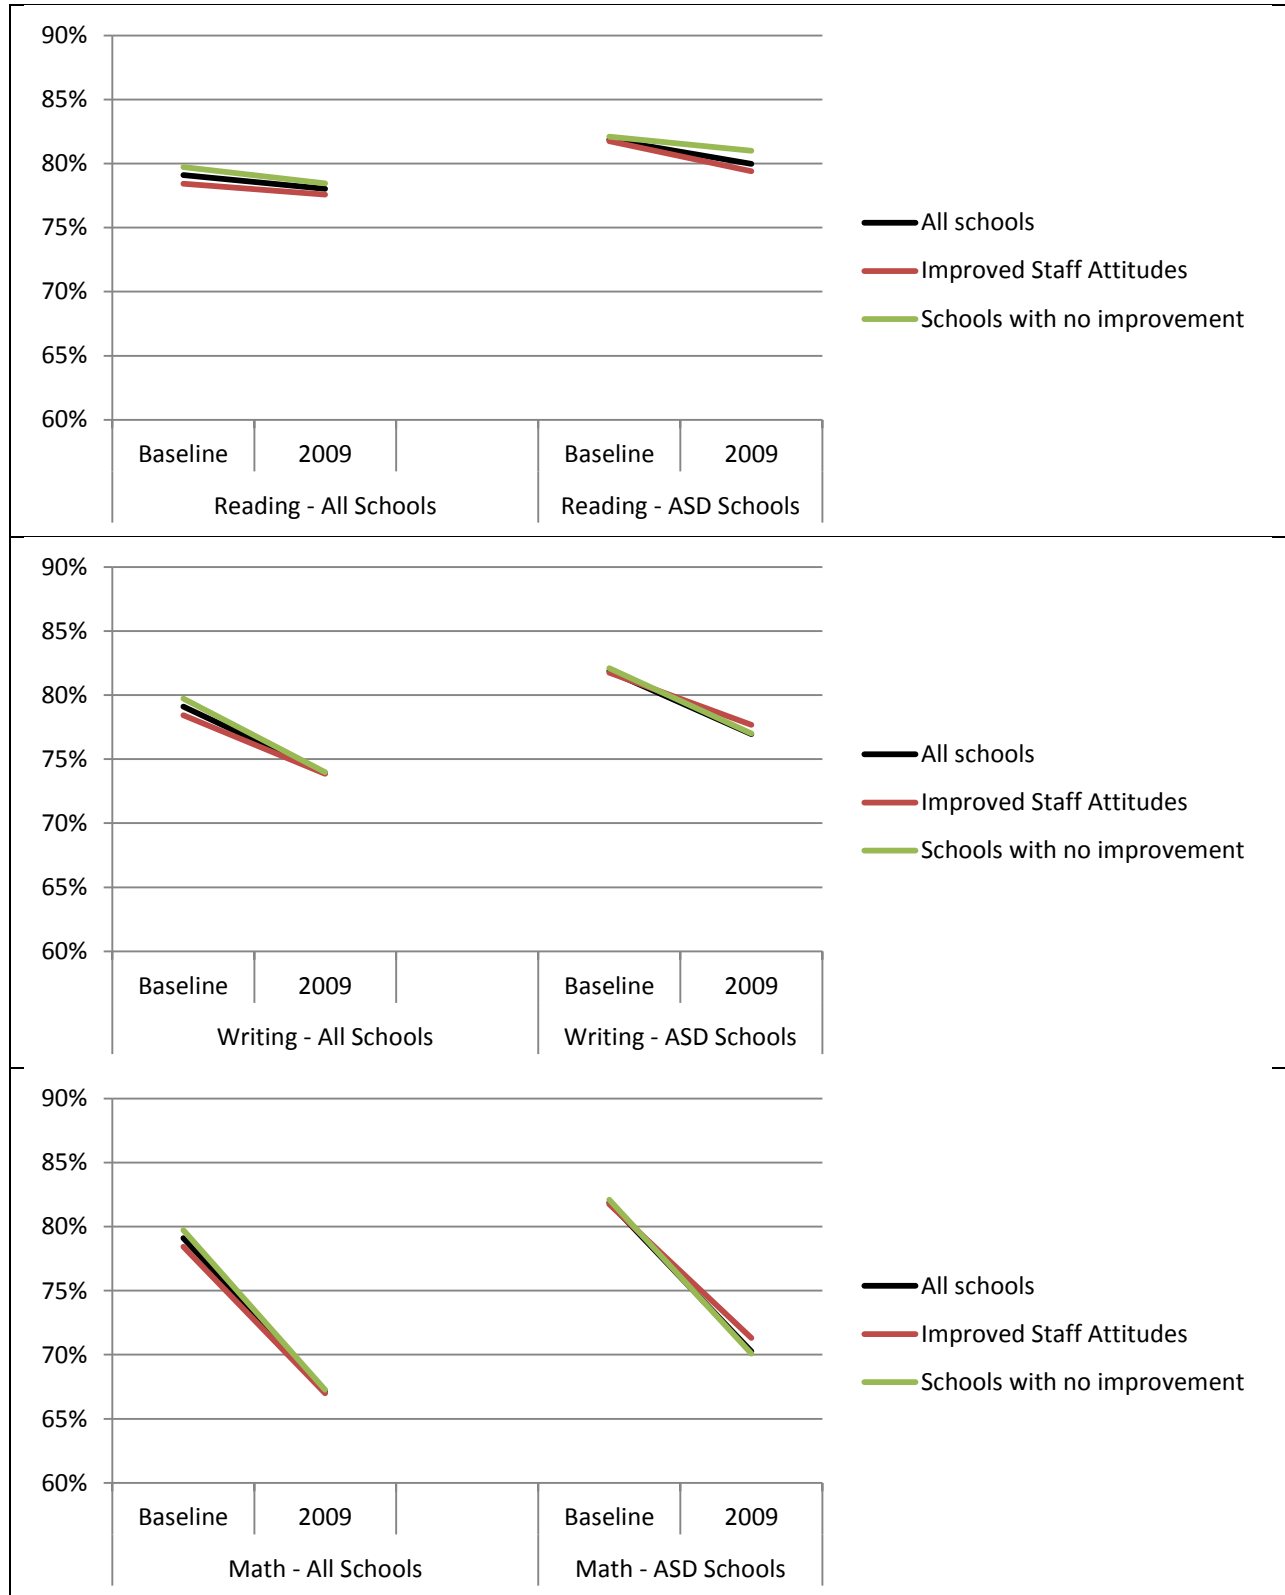 90%
85%
80%
75%
70%
65%
60%
Baseline 2009 Baseline 2009
Reading - All Schools Reading - ASD Schools
All schools
Improved Staff Attitudes
Schools with no improvement
90%
85%
80%
75%
70%
65%
60%
Baseline 2009 Baseline 2009
Writing - All Schools Writing - ASD Schools
All schools
Improved Staff Attitudes
Schools with no improvement
90%
85%
80%
75%
70%
65%
60%
Baseline 2009 Baseline 2009
Math - All Schools Math - ASD Schools
All schools
Improved Staff Attitudes
Schools with no improvement